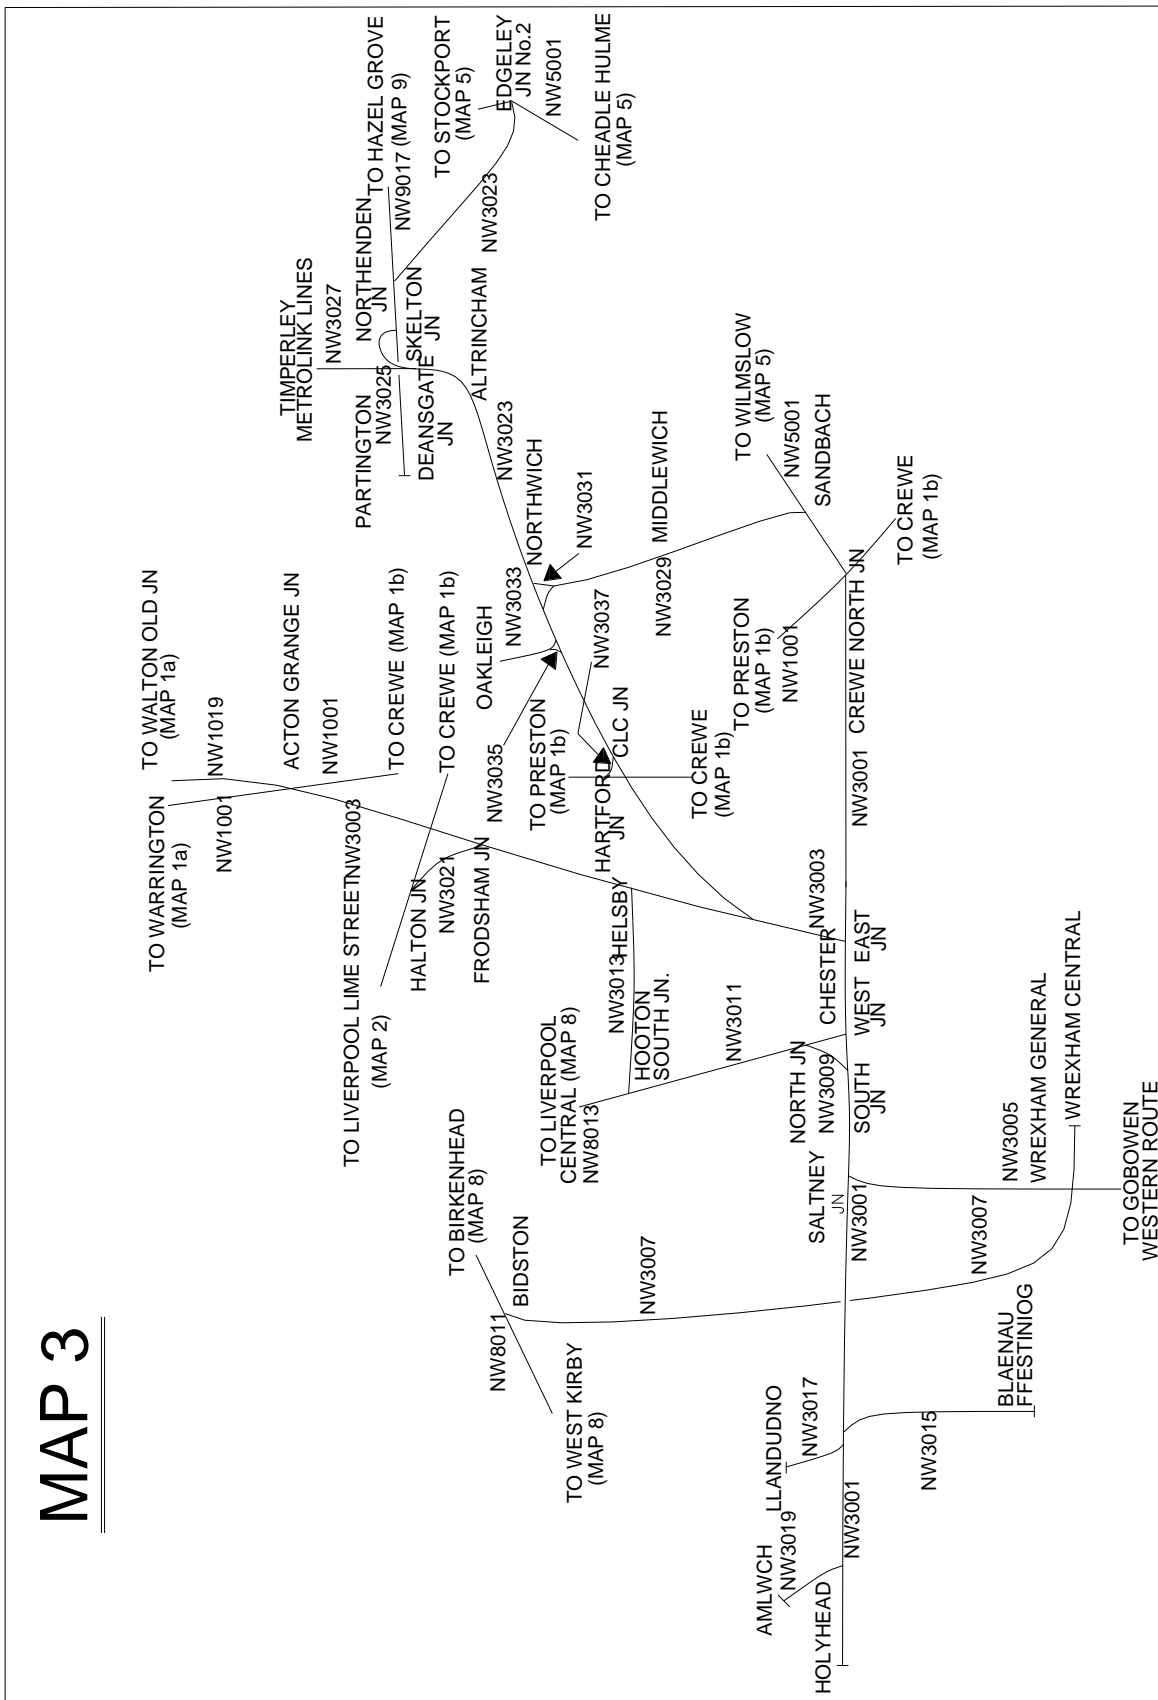 MAP 3
TO WALTON OLD JN
(MAP 1a)
NW1019
TO WARRINGTON
(MAP 1a)
NW1001
ACTON GRANGE JN
NW1001
TO CREWE (MAP 1b)
TO LIVERPOOL LIME STREET
(MAP 2)
NW3003
HALTON JN
NW3021
TO CREWE (MAP 1b)
FRODSHAM JN
TIMPERLEY
METROLINK LINES
NW3027
PARTINGTON
NW3025
DEANSGATE
JN
SKELTON
JN
NORTHENDEN
JN
TO HAZEL GROVE
NW9017 (MAP 9)
TO STOCKPORT
(MAP 5)
EDGELEY
JN No.2
NW5001
TO CHEADLE HULME
(MAP 5)
NW3023
ALTRINCHAM
NW3023
NORTHWICH
NW3031
OAKLEIGH
NW3033
NW3035
NW3037
TO PRESTON
(MAP 1b)
HARTFORD CLC JN
JN
TO CREWE
(MAP 1b)
NW3029
MIDDLEWICH
TO WILMSLOW
(MAP 5)
NW5001
SANDBACH
TO PRESTON
(MAP 1b)
NW1001
CREWE NORTH JN
TO CREWE
(MAP 1b)
NW3001
HELSBY
NW3013
HOOTON
SOUTH JN.
NW3003
NW3011
TO LIVERPOOL
CENTRAL (MAP 8)
NW8013
CHESTER
EAST
JN
WEST
JN
NORTH JN
NW3009
SOUTH
JN
TO BIRKENHEAD
(MAP 8)
BIDSTON
NW8011
TO WEST KIRBY
(MAP 8)
NW3007
SALTNEY
JN
NW3001
NW3005
WREXHAM GENERAL
WREXHAM CENTRAL
NW3007
TO GOBOWEN
WESTERN ROUTE
LLANDUDNO
NW3017
BLAENAU
FFESTINIOG
NW3015
AMLWCH
NW3019
NW3001
HOLYHEAD